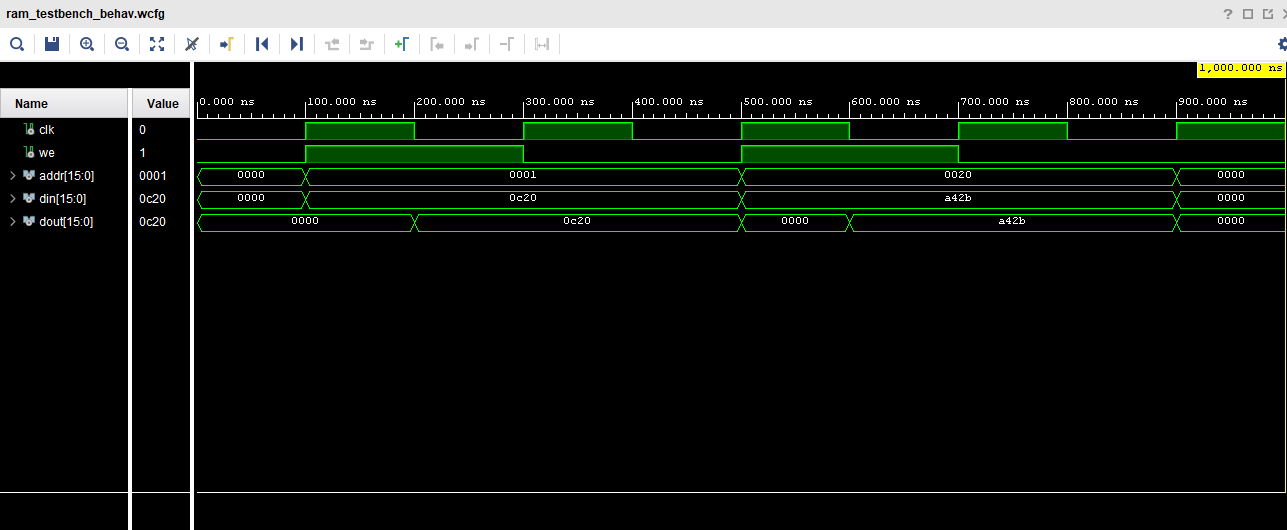 ram_testbench_behav.wcfg
?
1,000.000 ns
Name Value 0.000 ns 100.000 ns 200.000 ns 300.000 ns 400.000 ns 500.000 ns 600.000 ns 700.000 ns 800.000 ns 900.000 ns
clk 0
we 1
addr[15:0] 0001 0000 0001 0020 0000
din[15:0] 0c20 0000 0c20 a42b 0000
dout[15:0] 0c20 0000 0c20 0000 a42b 0000